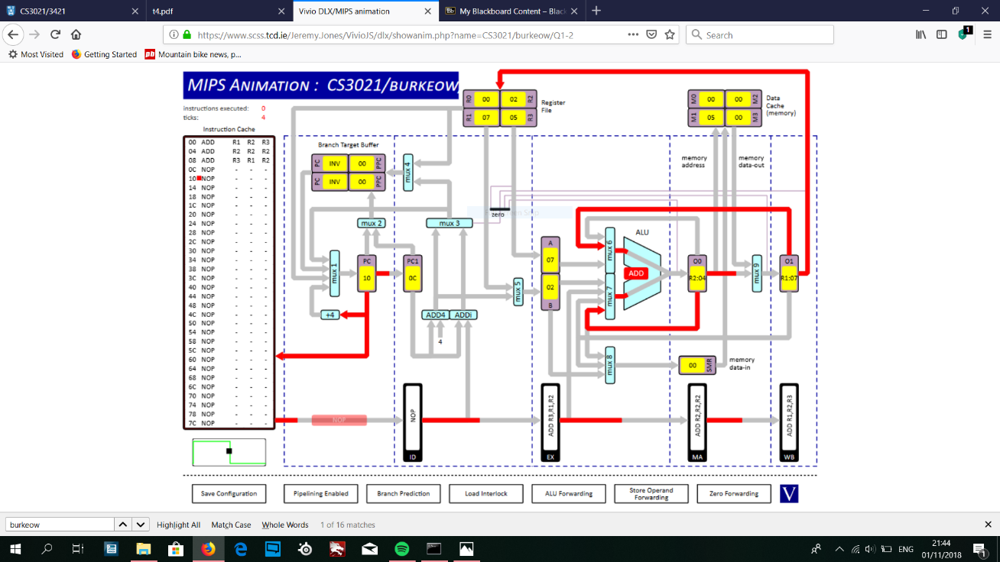 CS3021/3421
t4.pdf
Vivio DLX/MIPS animation
My Blackboard Content – Black
https://www.scss.tcd.ie/Jeremy.Jones/VivioJS/dlx/showanim.php?name=CS3021/burkeow/Q1-2
Search
1
Most Visited
Getting Started
Mountain bike news, p...
MIPS ANIMATION : CS3021/BURKEOW/
instructions executed: 0
ticks: 4
Instruction Cache
00 ADD R1 R2 R3
04 ADD R2 R2 R2
08 ADD R3 R1 R2
0C NOP - - -
10 NOP - - -
14 NOP - - -
18 NOP - - -
1C NOP - - -
20 NOP - - -
24 NOP - - -
28 NOP - - -
2C NOP - - -
30 NOP - - -
34 NOP - - -
38 NOP - - -
3C NOP - - -
40 NOP - - -
44 NOP - - -
48 NOP - - -
4C NOP - - -
50 NOP - - -
54 NOP - - -
58 NOP - - -
5C NOP - - -
60 NOP - - -
64 NOP - - -
68 NOP - - -
6C NOP - - -
70 NOP - - -
74 NOP - - -
78 NOP - - -
7C NOP - - -
R0 00 02 R2
R1 07 05 R3
Register
File
M0 00 00 M2
M1 05 00 M3
Data
Cache
(memory)
Branch Target Buffer
PC INV 00 PPC
PC INV 00 PPC
mux 4
memory
address
memory
data-out
zero
mux 2
mux 3
mux 1
PC
10
PC1
0C
+4
ADD4
ADDi
4
mux 5
A
07
02
B
mux 6
mux 7
ALU
ADD
O0
R2:04
mux 9
O1
R1:07
mux 8
00 SMR
memory
data-in
NOP
NOP
ID
ADD R3,R1,R2
EX
ADD R2,R2,R2
MA
ADD R1,R2,R3
WB
Save Configuration
Pipelining Enabled
Branch Prediction
Load Interlock
ALU Forwarding
Store Operand
Forwarding
Zero Forwarding
V
burkeow
Highlight All
Match Case
Whole Words
1 of 16 matches
ENG
21:44
01/11/2018
1